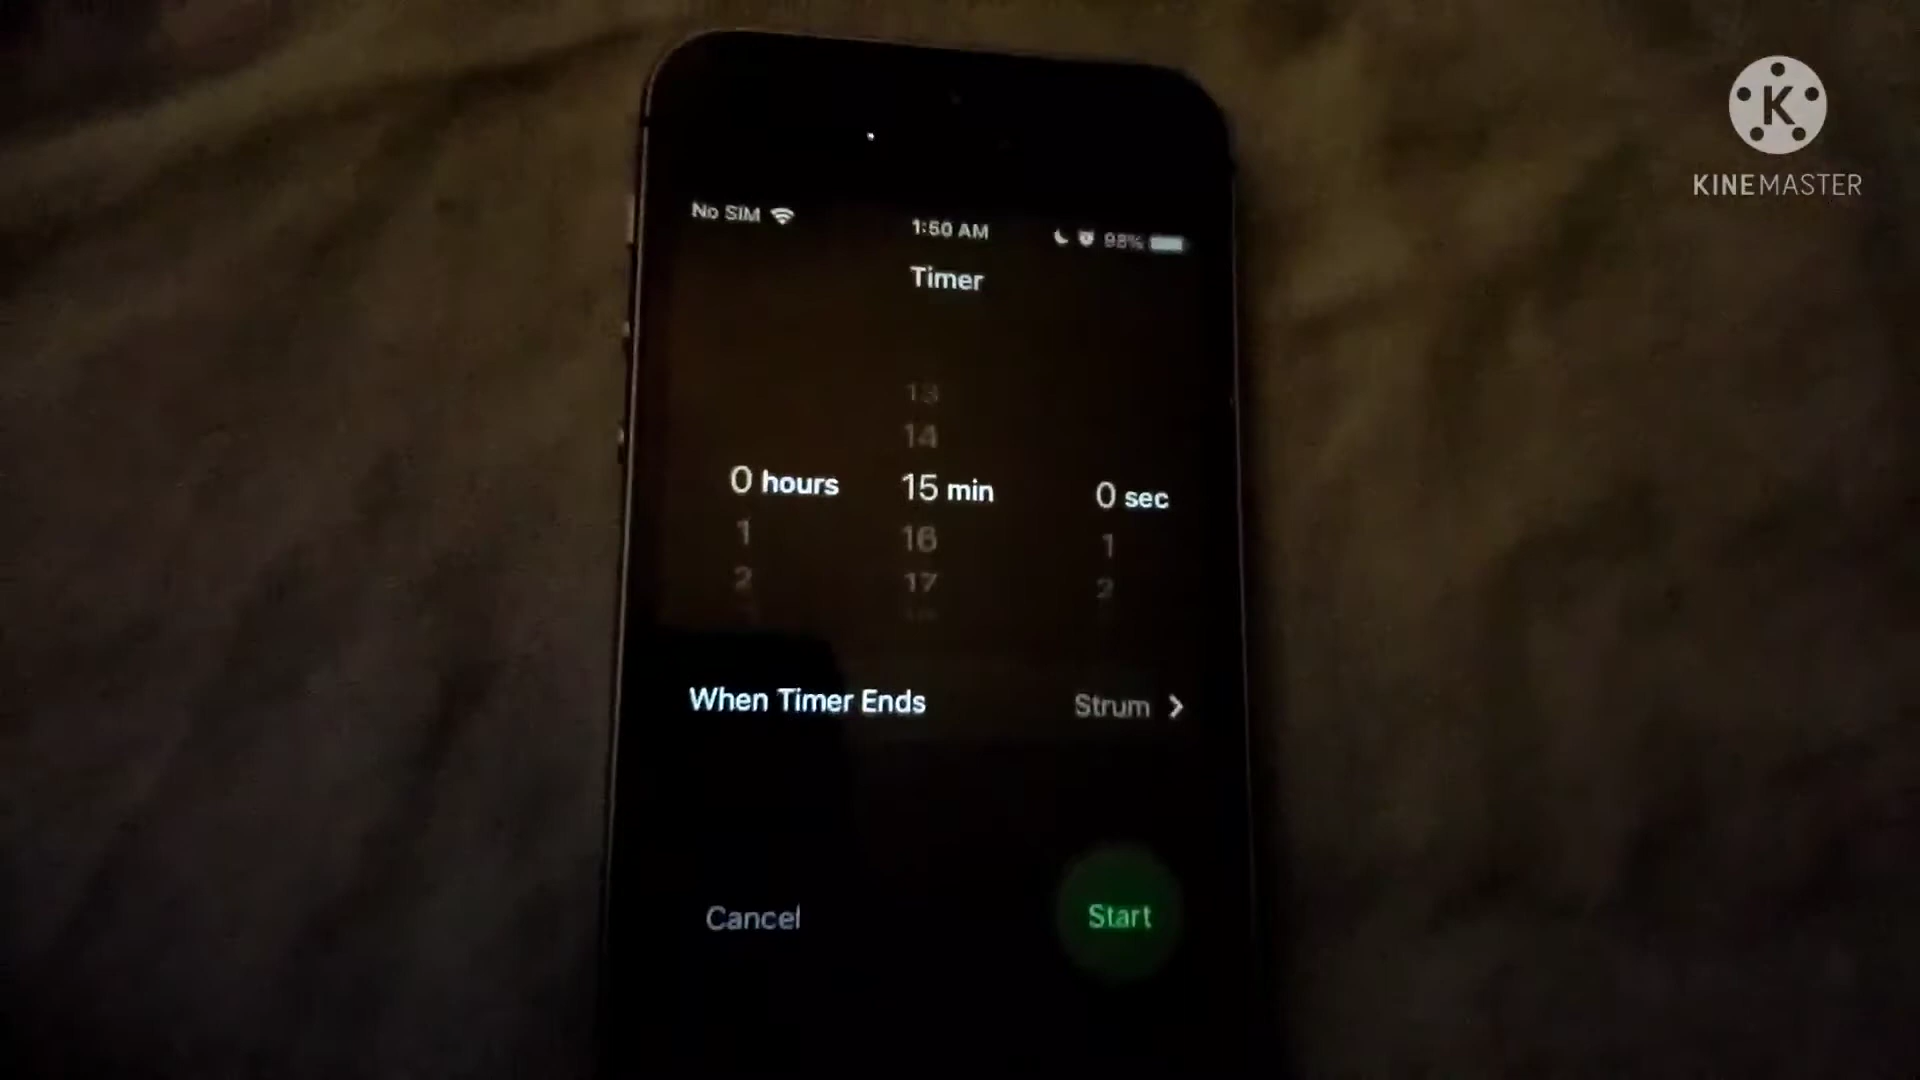 K
KINEMASTER
No SIM
1:50 AM
98%
Timer
13
14
0 hours
15 min
0 sec
1
16
1
2
17
2
When Timer Ends
Strum
Cancel
Start